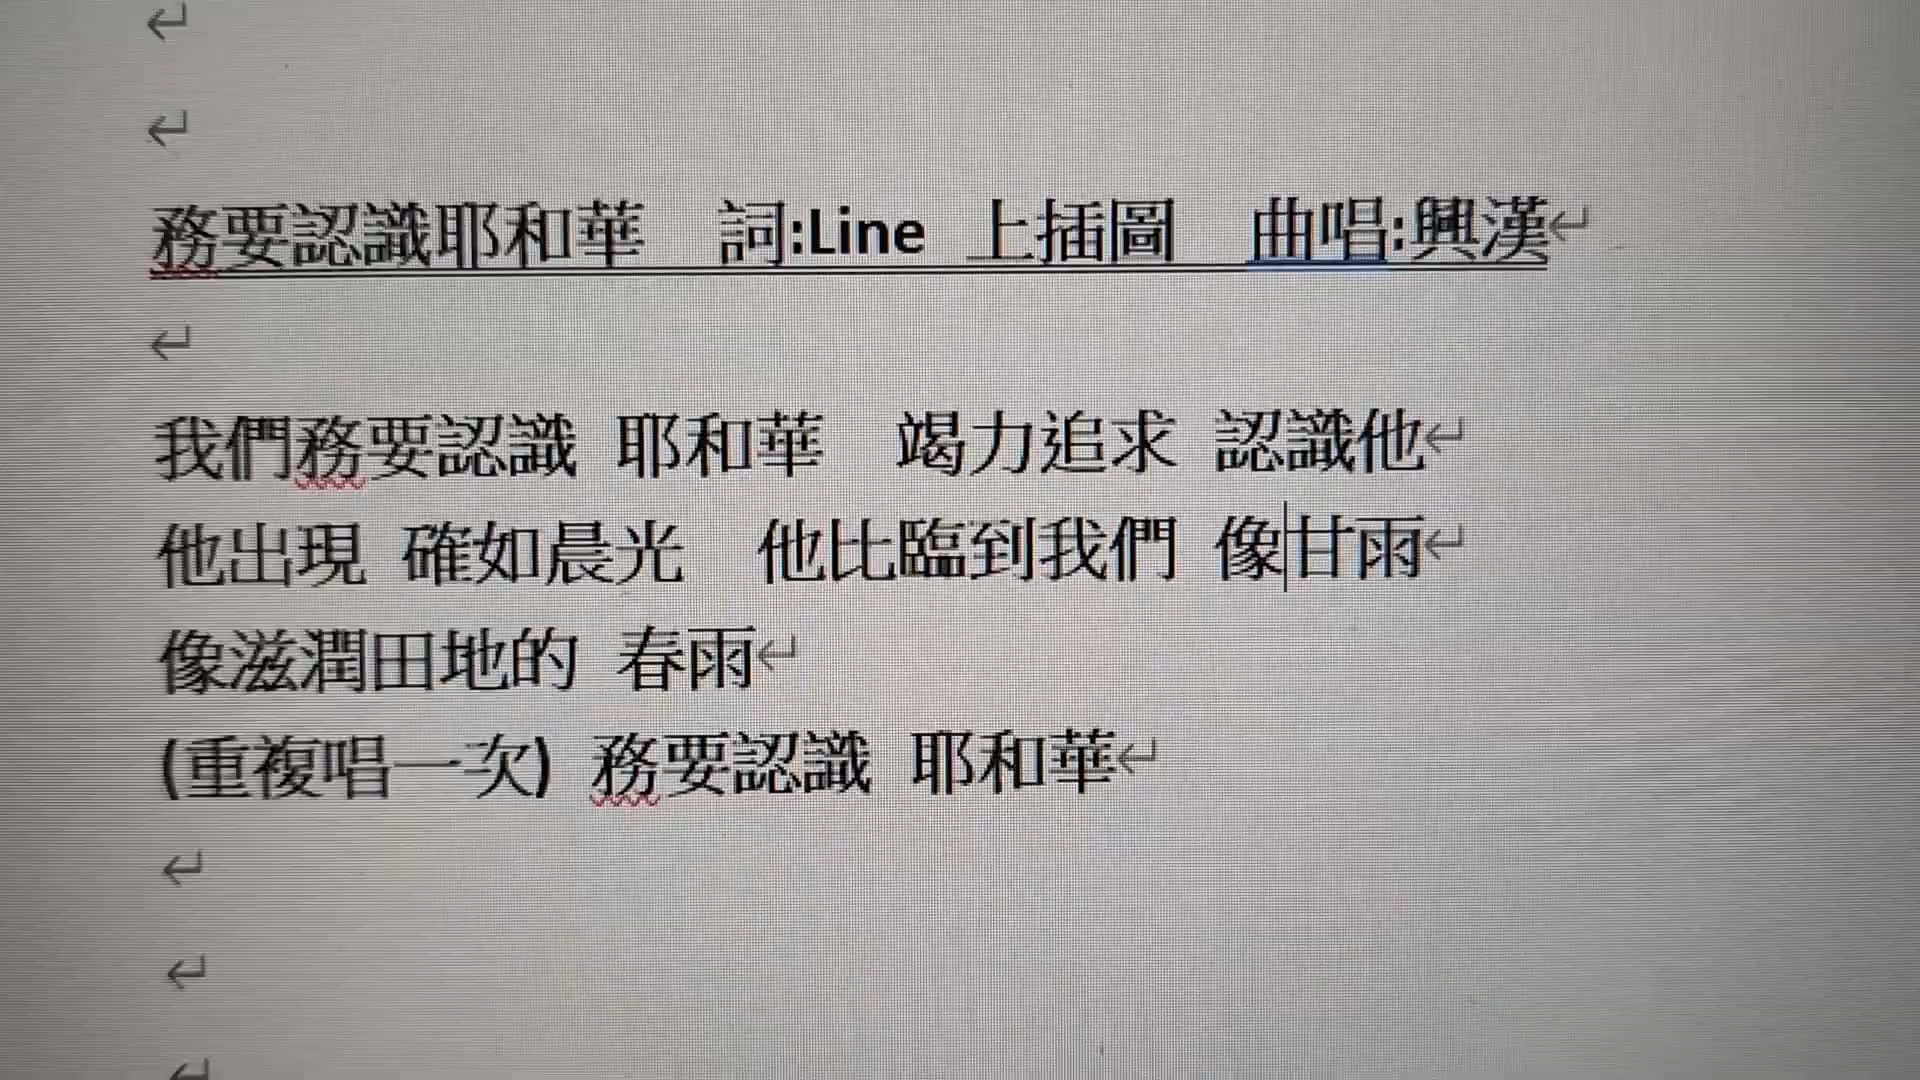 務要認識耶和華　詞:Line 上插圖　曲唱:興漢
我們務要認識 耶和華　竭力追求 認識他
他出現 確如晨光　他比臨到我們 像甘雨
像滋潤田地的 春雨
(重複唱一次) 務要認識 耶和華